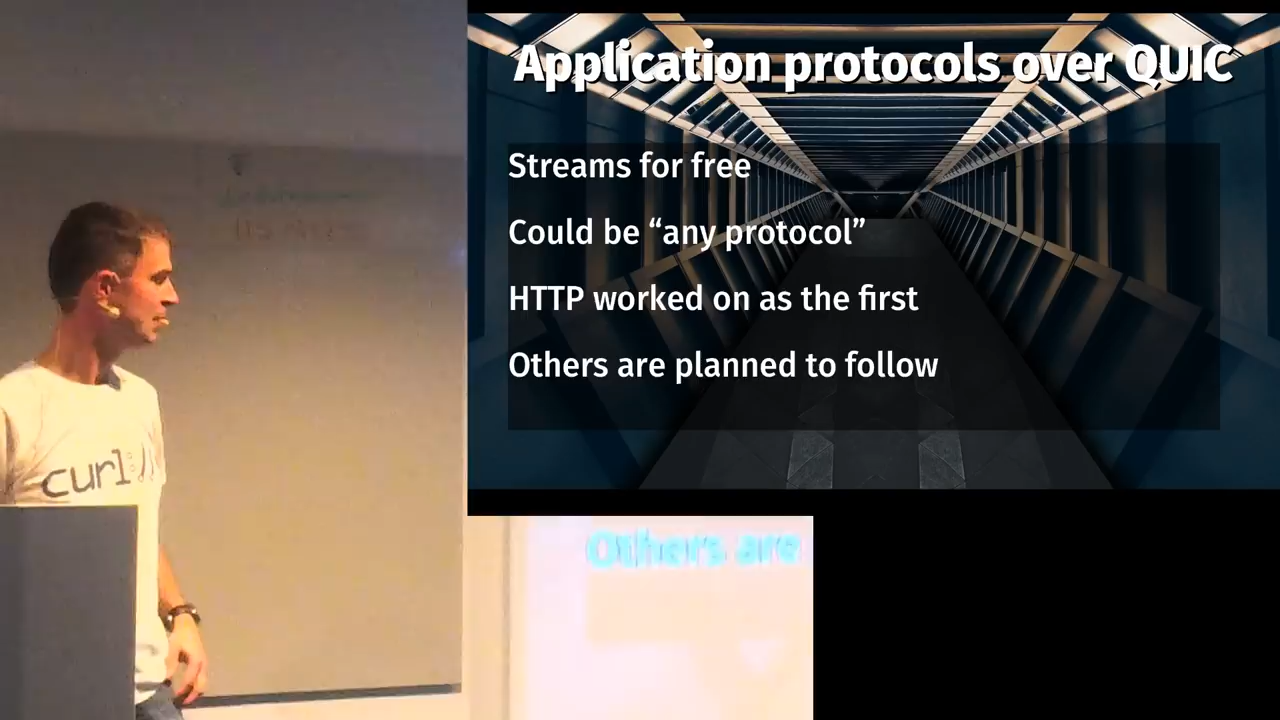 Application protocols over QUIC
Streams for free
Could be “any protocol”
HTTP worked on as the first
Others are planned to follow
curl://
Others are